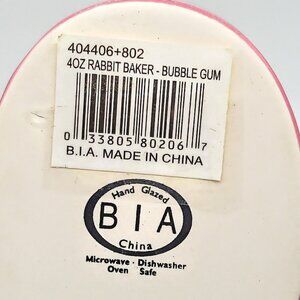 404406+802
4OZ RABBIT BAKER - BUBBLE GUM
0 33805 80206 7
B.I.A. MADE IN CHINA
Hand Glazed
BIA
China
Microwave · Dishwasher
Oven Safe